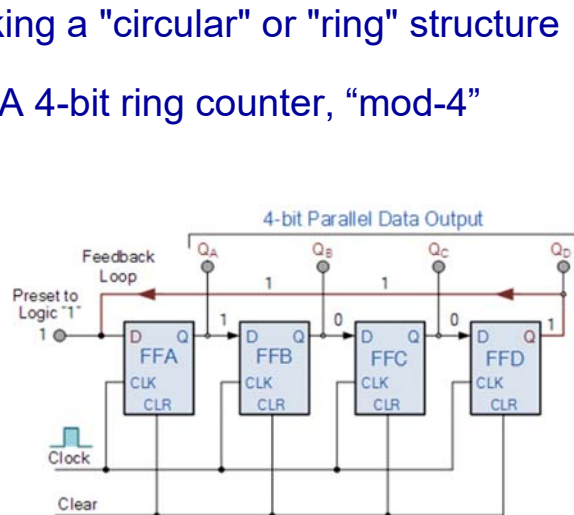 king a "circular" or "ring" structure
A 4-bit ring counter, “mod-4”
4-bit Parallel Data Output
Feedback
Loop
QA QB QC QD
1 1
Preset to
Logic "1"
1
D Q 1 D Q 0 D Q 0 D Q 1
FFA FFB FFC FFD
CLK CLK CLK CLK
CLR CLR CLR CLR
Clock
Clear